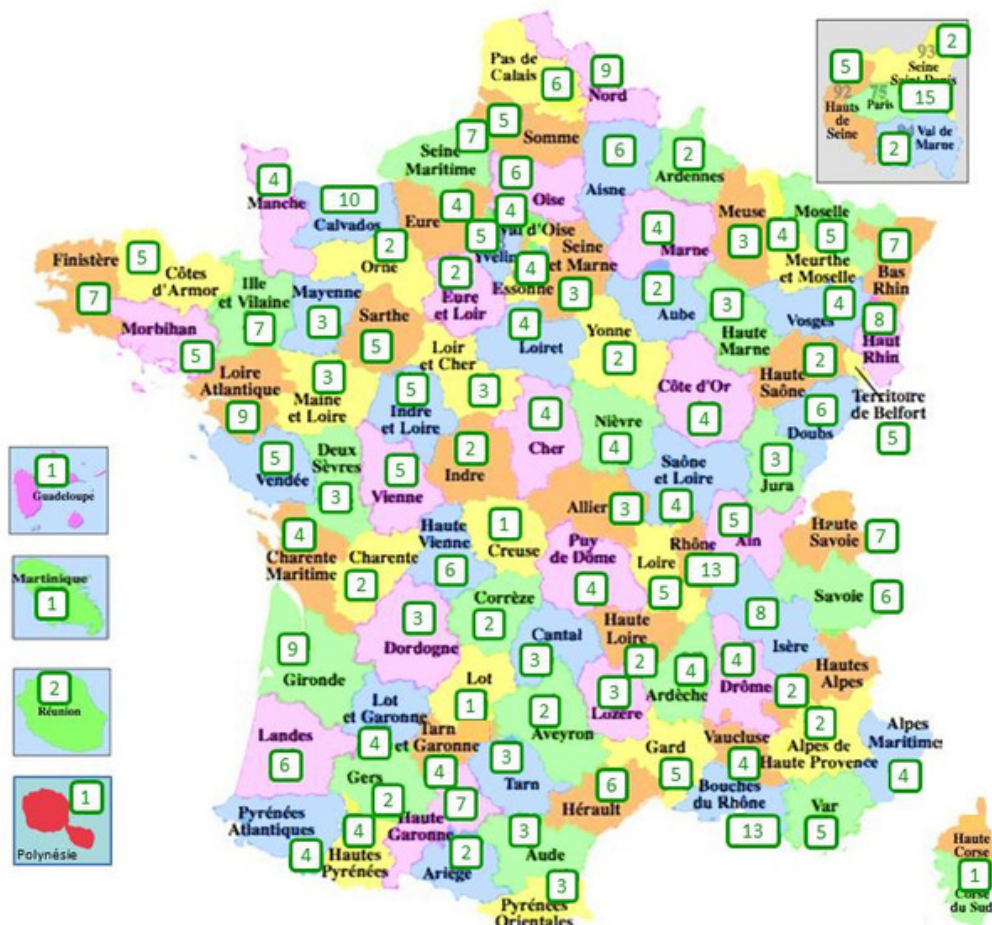 Pas de
Calais
6
9
Nord
5
Somme
7
Seine
Maritime
6
Oise
6
Aisne
2
Ardennes
4
Manche
10
Calvados
Eure
4
4
val d'Oise
5
Yvelin
2
Orne
4
Essonne
Seine
et Marne
3
4
Marne
Meuse
3
Moselle
4
5
Meurthe
et Moselle
7
Bas
Rhin
Finistère
7
5
Côtes
d'Armor
Ille
et Vilaine
7
Mayenne
3
Sarthe
5
2
Eure
et Loir
4
Loiret
2
Aube
3
Haute
Marne
4
Vosges
8
Haut
Rhin
Morbihan
5
Loire
Atlantique
9
3
Maine
et Loire
5
Indre
et Loire
Loir
et Cher
3
Yonne
2
Côte d'Or
4
Haute
Saône
2
Territoire
de Belfort
5
6
Doubs
5
Vendée
Deux
Sèvres
3
5
Vienne
2
Indre
4
Cher
Nièvre
4
Saône
et Loire
4
3
Jura
4
Charente
Maritime
Charente
2
Haute
Vienne
6
1
Creuse
Allier
3
Puy
de Dôme
4
Loire
5
Rhône
13
5
Ain
Haute
Savoie
7
Savoie
6
3
Dordogne
Corrèze
2
Cantal
3
Haute
Loire
2
4
Ardèche
4
Drôme
8
Isère
Hautes
Alpes
2
9
Gironde
Lot
et Garonne
4
Lot
1
2
Aveyron
3
Lozère
Gard
5
Vaucluse
4
2
Alpes de
Haute Provence
Alpes
Maritimes
4
Landes
6
Gers
2
Tarn
et Garonne
4
3
Tarn
6
Hérault
Bouches
du Rhône
13
Var
5
Pyrénées
Atlantiques
4
4
Hautes
Pyrénées
7
Haute
Garonne
2
Ariège
3
Aude
3
Pyrénées
Orientales
Haute
Corse
1
Corse
du Sud
93
2
Seine
Saint Denis
5
92
Hauts
de
Seine
75
Paris
15
94
Val de
Marne
2
1
Guadeloupe
Martinique
1
2
Réunion
1
Polynésie